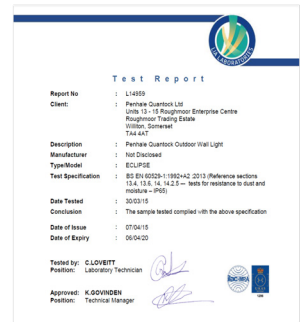 LIA LABORATORIES
Test Report
Report No : L14959
Client: : Penhale Quantock Ltd
Units 13 - 15 Roughmoor Enterprise Centre
Roughmoor Trading Estate
Williton, Somerset
TA4 4AT
Description : Penhale Quantock Outdoor Wall Light
Manufacturer : Not Disclosed
Type/Model : ECLIPSE
Test Specification : BS EN 60529-1:1992+A2 :2013 (Reference sections
13.4, 13.6, 14, 14.2.5 — tests for resistance to dust and
moisture – IP65)
Date Tested : 30/03/15
Conclusion : The sample tested complied with the above specification
Date of Issue : 07/04/15
Date of Expiry : 06/04/20
Tested by: C.LOVEITT
Position: Laboratory Technician
Approved: K.GOVINDEN
Position: Technical Manager